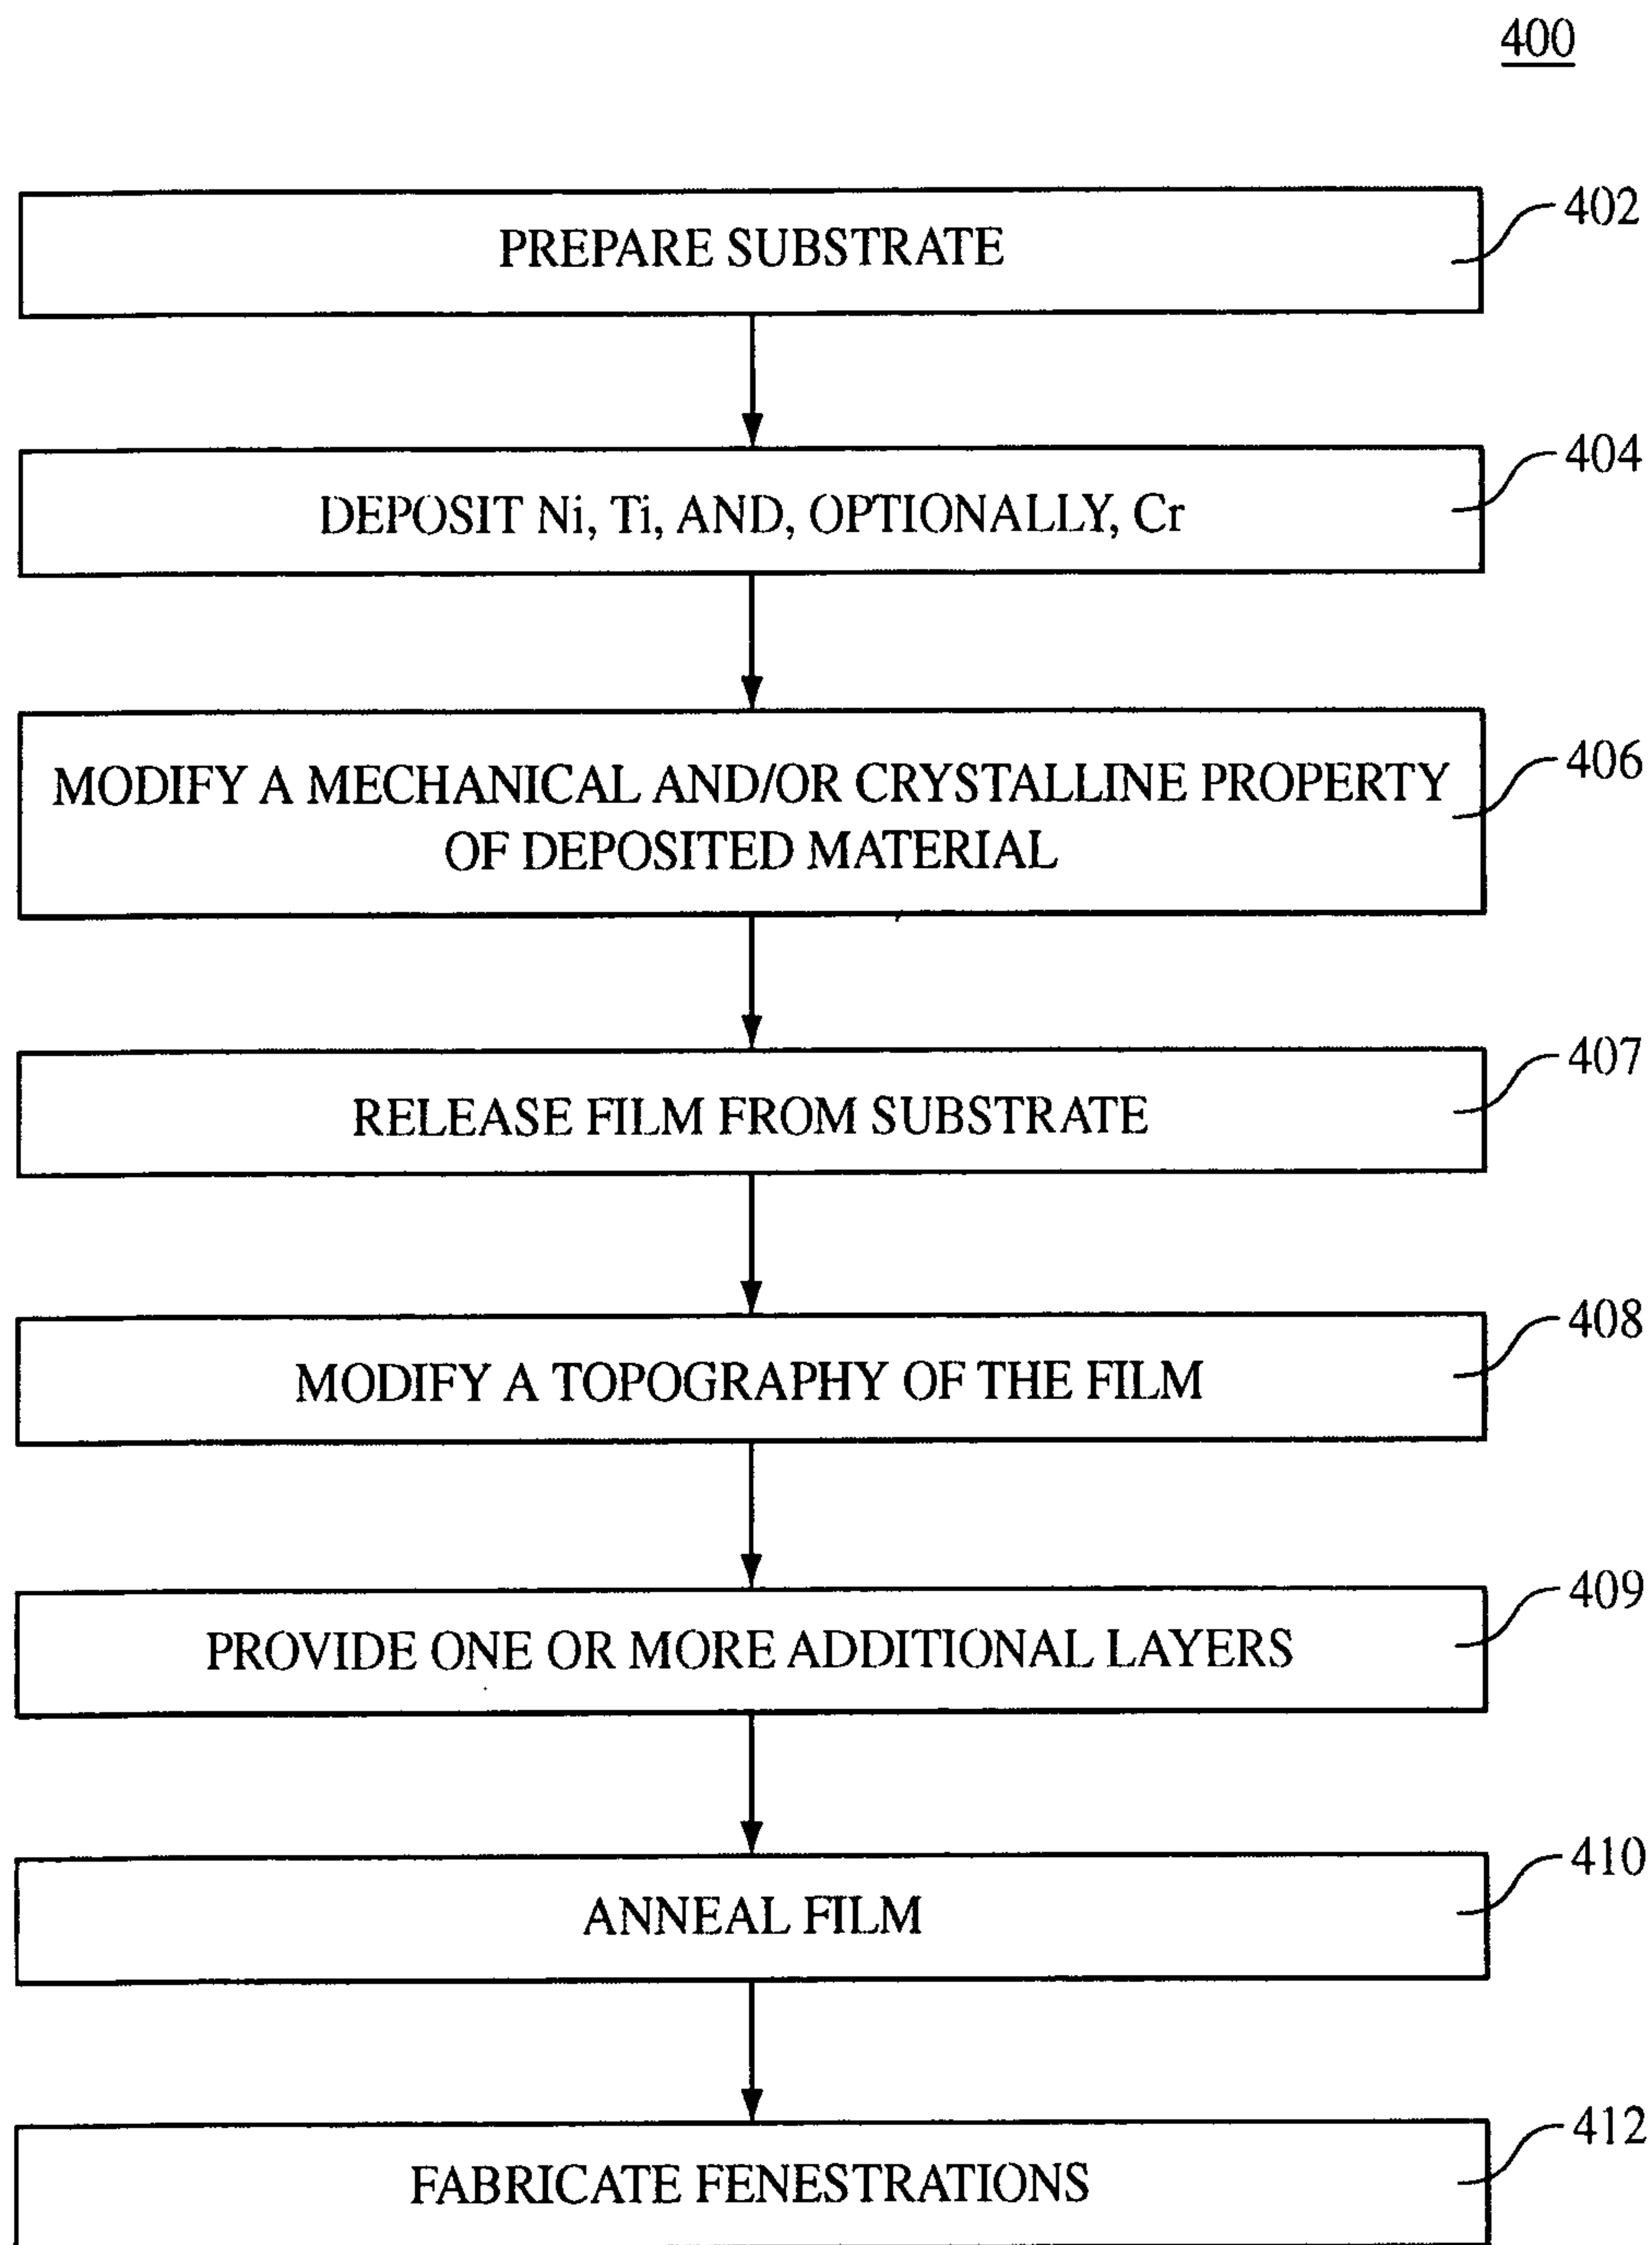 400
PREPARE SUBSTRATE
402
DEPOSIT Ni, Ti, AND, OPTIONALLY, Cr
404
MODIFY A MECHANICAL AND/OR CRYSTALLINE PROPERTY
OF DEPOSITED MATERIAL
406
RELEASE FILM FROM SUBSTRATE
407
MODIFY A TOPOGRAPHY OF THE FILM
408
PROVIDE ONE OR MORE ADDITIONAL LAYERS
409
ANNEAL FILM
410
FABRICATE FENESTRATIONS
412